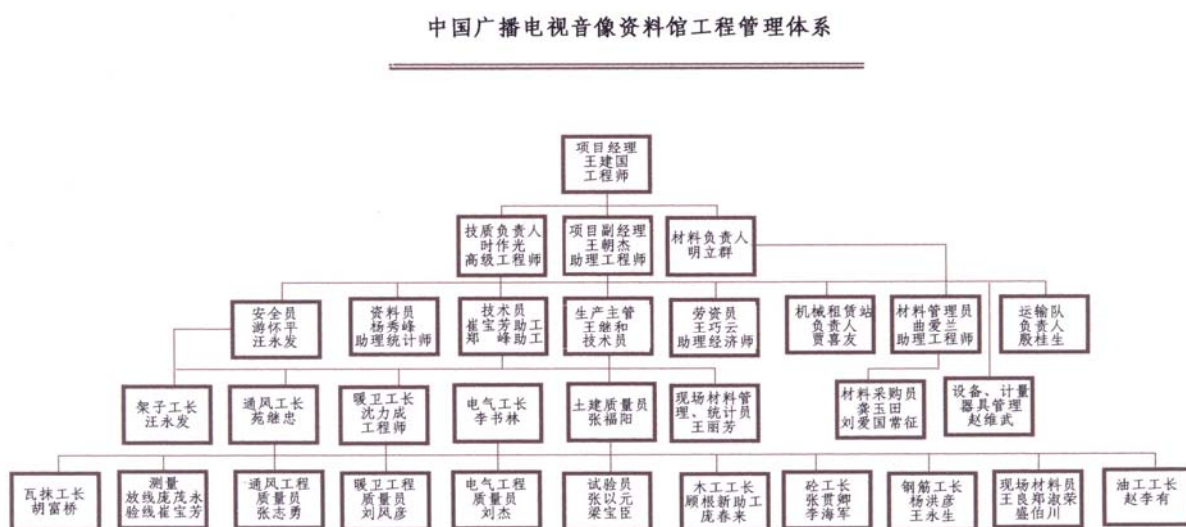 中国广播电视音像资料馆工程管理体系
项目经理
王建国
工程师
技质负责人
时作光
高级工程师
项目副经理
王朝杰
助理工程师
材料负责人
明立群
安全员
游怀平
汪永发
资料员
杨秀峰
助理统计师
技术员
崔宝芳助工
郑 峰助工
生产主管
王继和
技术员
劳资员
王巧云
助理经济师
机械租赁站
负责人
贾喜友
材料管理员
曲爱兰
助理工程师
运输队
负责人
殷桂生
架子工长
汪永发
通风工长
苑继忠
暖卫工长
沈力成
工程师
电气工长
李书林
土建质量员
张福阳
现场材料管
理、统计员
王丽芳
材料采购员
龚玉田
刘爱国常征
设备、计量
器具管理
赵维武
瓦抹工长
胡富桥
测量
放线庞茂永
验线崔宝芳
通风工程
质量员
张志勇
暖卫工程
质量员
刘风彦
电气工程
质量员
刘杰
试验员
张以元
梁宝臣
木工工长
顾根新助工
庞春来
砼工长
张贯卿
李海军
钢筋工长
杨洪彦
王永生
现场材料员
王良郑淑荣
盛伯川
油工工长
赵李有